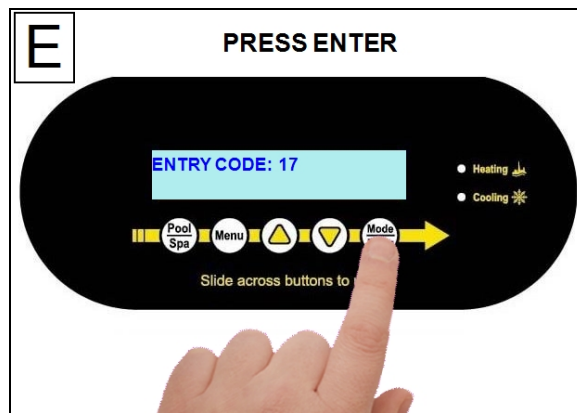 E
PRESS ENTER
ENTRY CODE: 17
Heating
Cooling
Pool
Spa
Menu
Mode
Slide across buttons to